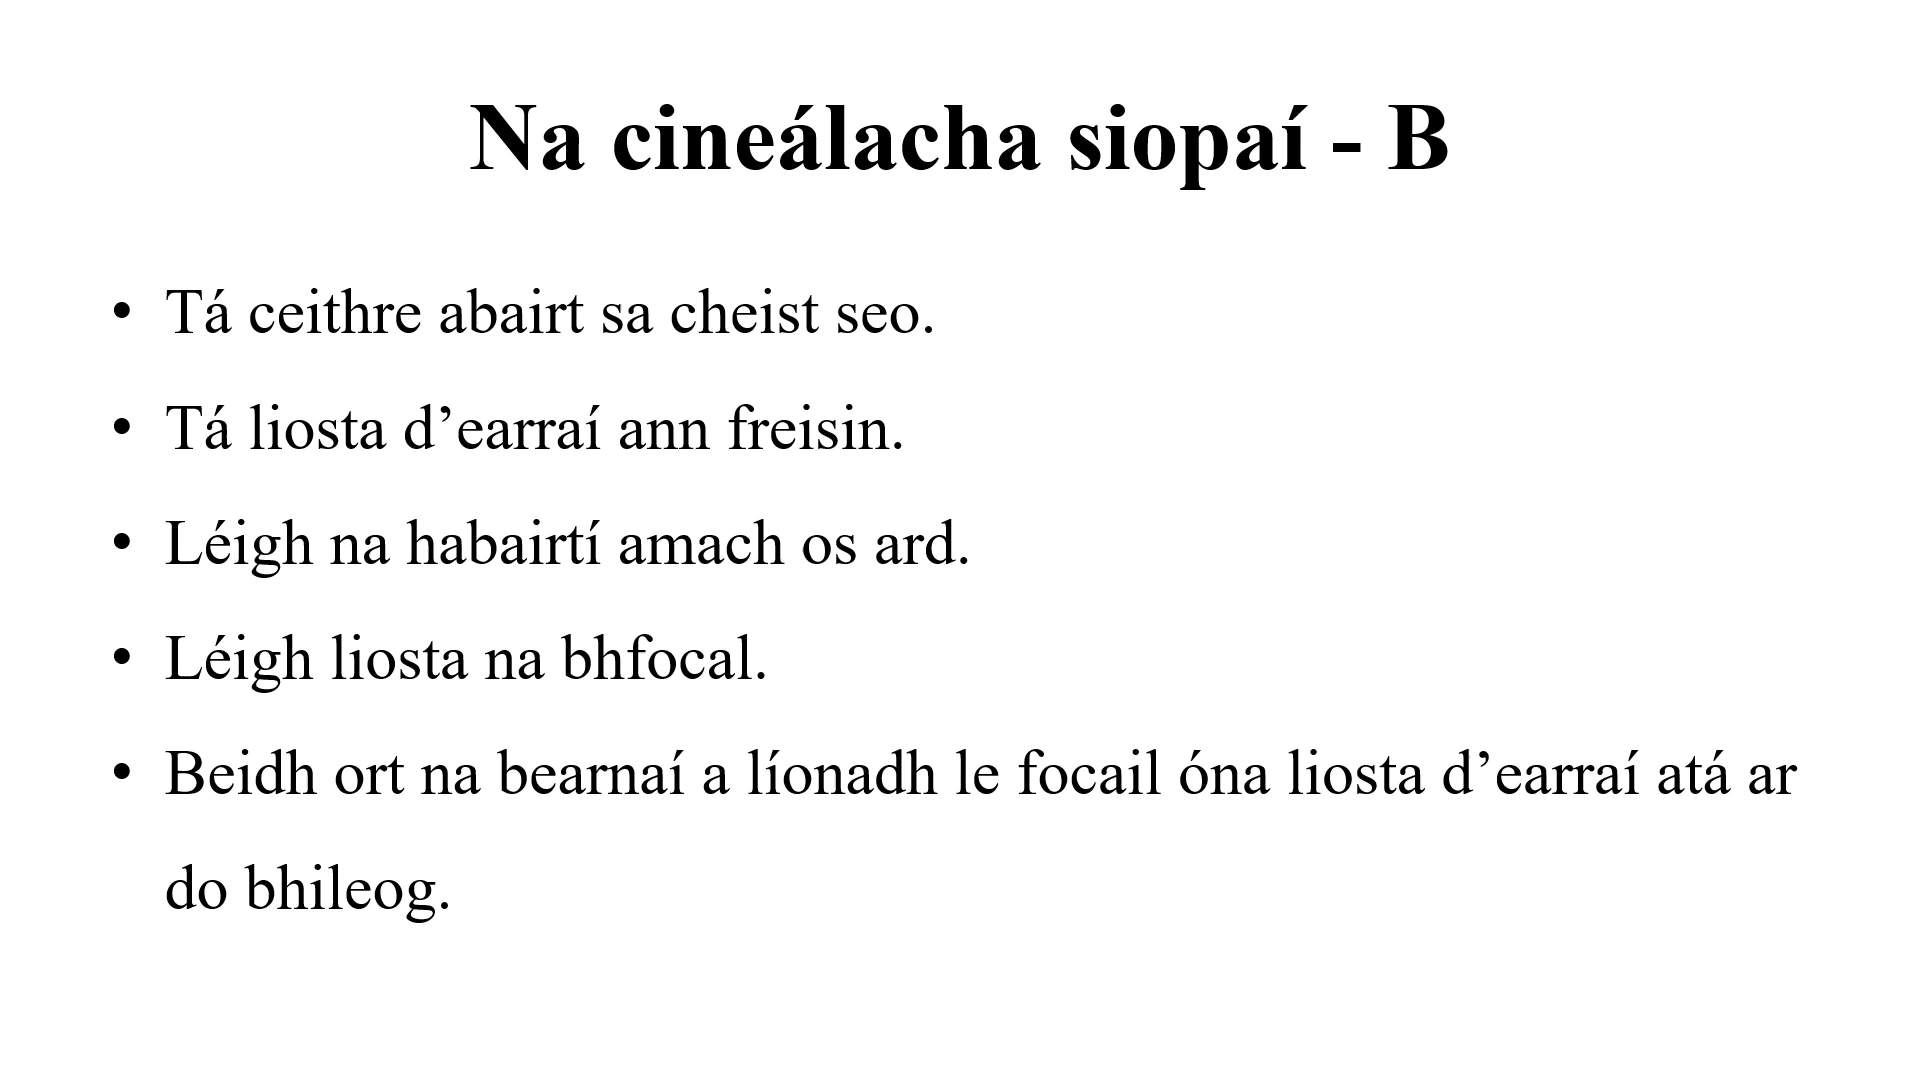 Na cineálacha siopaí - B
• Tá ceithre abairt sa cheist seo.
• Tá liosta d’earraí ann freisin.
• Léigh na habairtí amach os ard.
• Léigh liosta na bhfocal.
• Beidh ort na bearnaí a líonadh le focail óna liosta d’earraí atá ar
do bhileog.